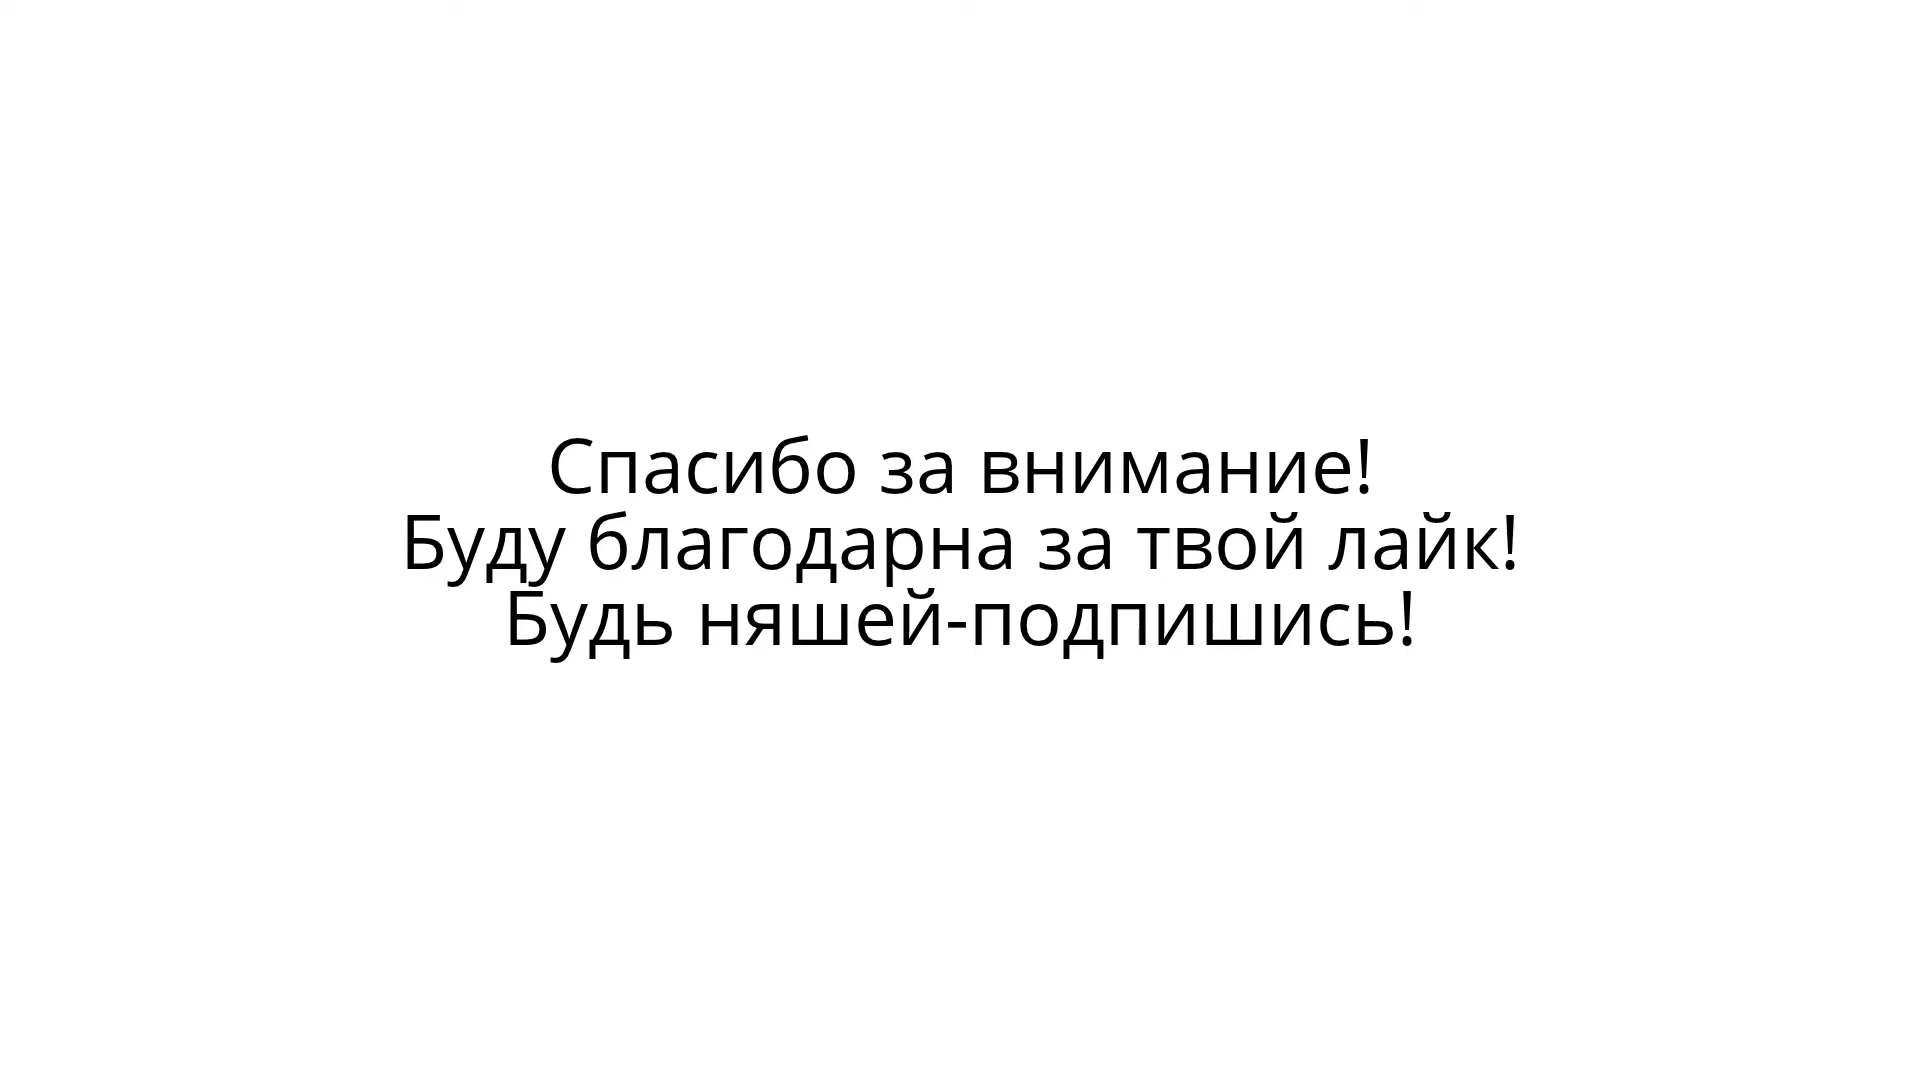 Спасибо за внимание!
Буду благодарна за твой лайк!
Будь няшей-подпишись!